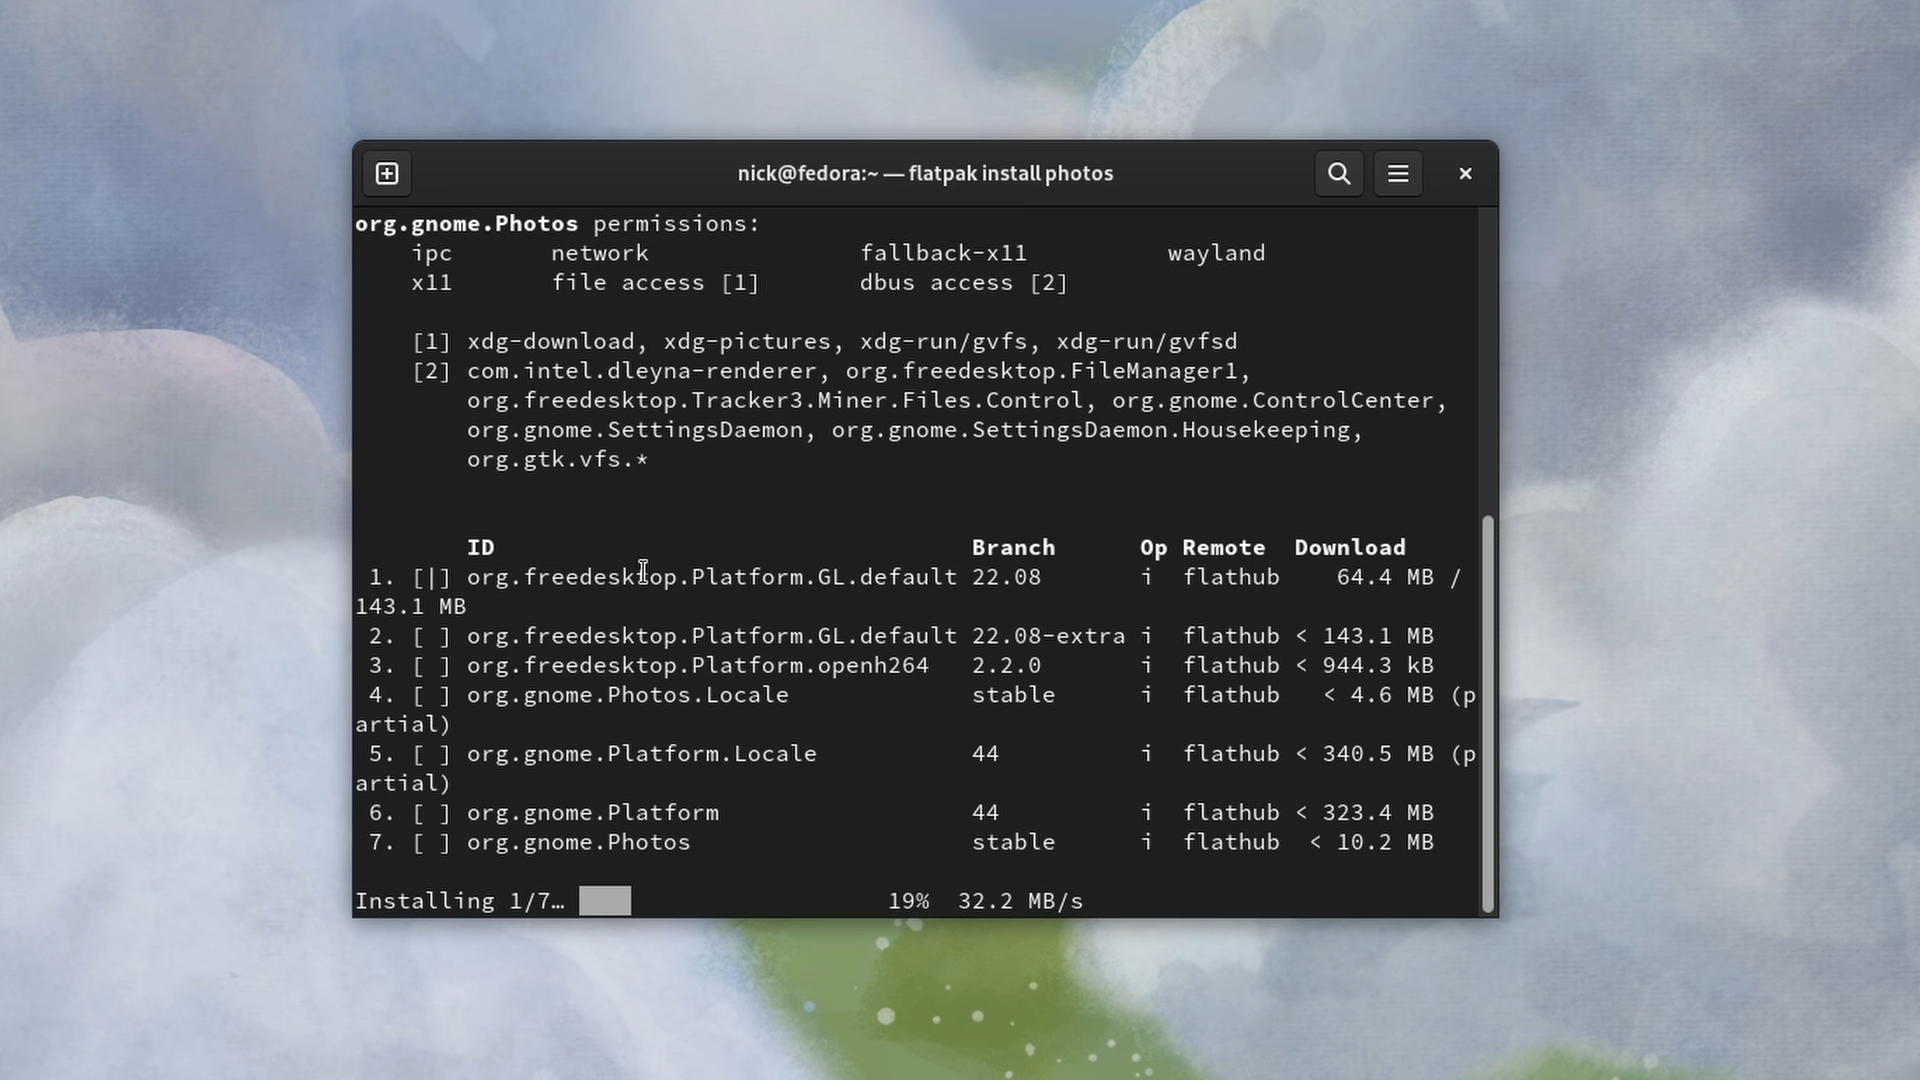 nick@fedora:~ — flatpak install photos
org.gnome.Photos permissions:
ipc network fallback-x11 wayland
x11 file access [1] dbus access [2]
[1] xdg-download, xdg-pictures, xdg-run/gvfs, xdg-run/gvfsd
[2] com.intel.dleyna-renderer, org.freedesktop.FileManager1,
org.freedesktop.Tracker3.Miner.Files.Control, org.gnome.ControlCenter,
org.gnome.SettingsDaemon, org.gnome.SettingsDaemon.Housekeeping,
org.gtk.vfs.*
ID Branch Op Remote Download
1. [|] org.freedesktop.Platform.GL.default 22.08 i flathub 64.4 MB /
143.1 MB
2. [ ] org.freedesktop.Platform.GL.default 22.08-extra i flathub < 143.1 MB
3. [ ] org.freedesktop.Platform.openh264 2.2.0 i flathub < 944.3 kB
4. [ ] org.gnome.Photos.Locale stable i flathub < 4.6 MB (p
artial)
5. [ ] org.gnome.Platform.Locale 44 i flathub < 340.5 MB (p
artial)
6. [ ] org.gnome.Platform 44 i flathub < 323.4 MB
7. [ ] org.gnome.Photos stable i flathub < 10.2 MB
Installing 1/7… 19% 32.2 MB/s